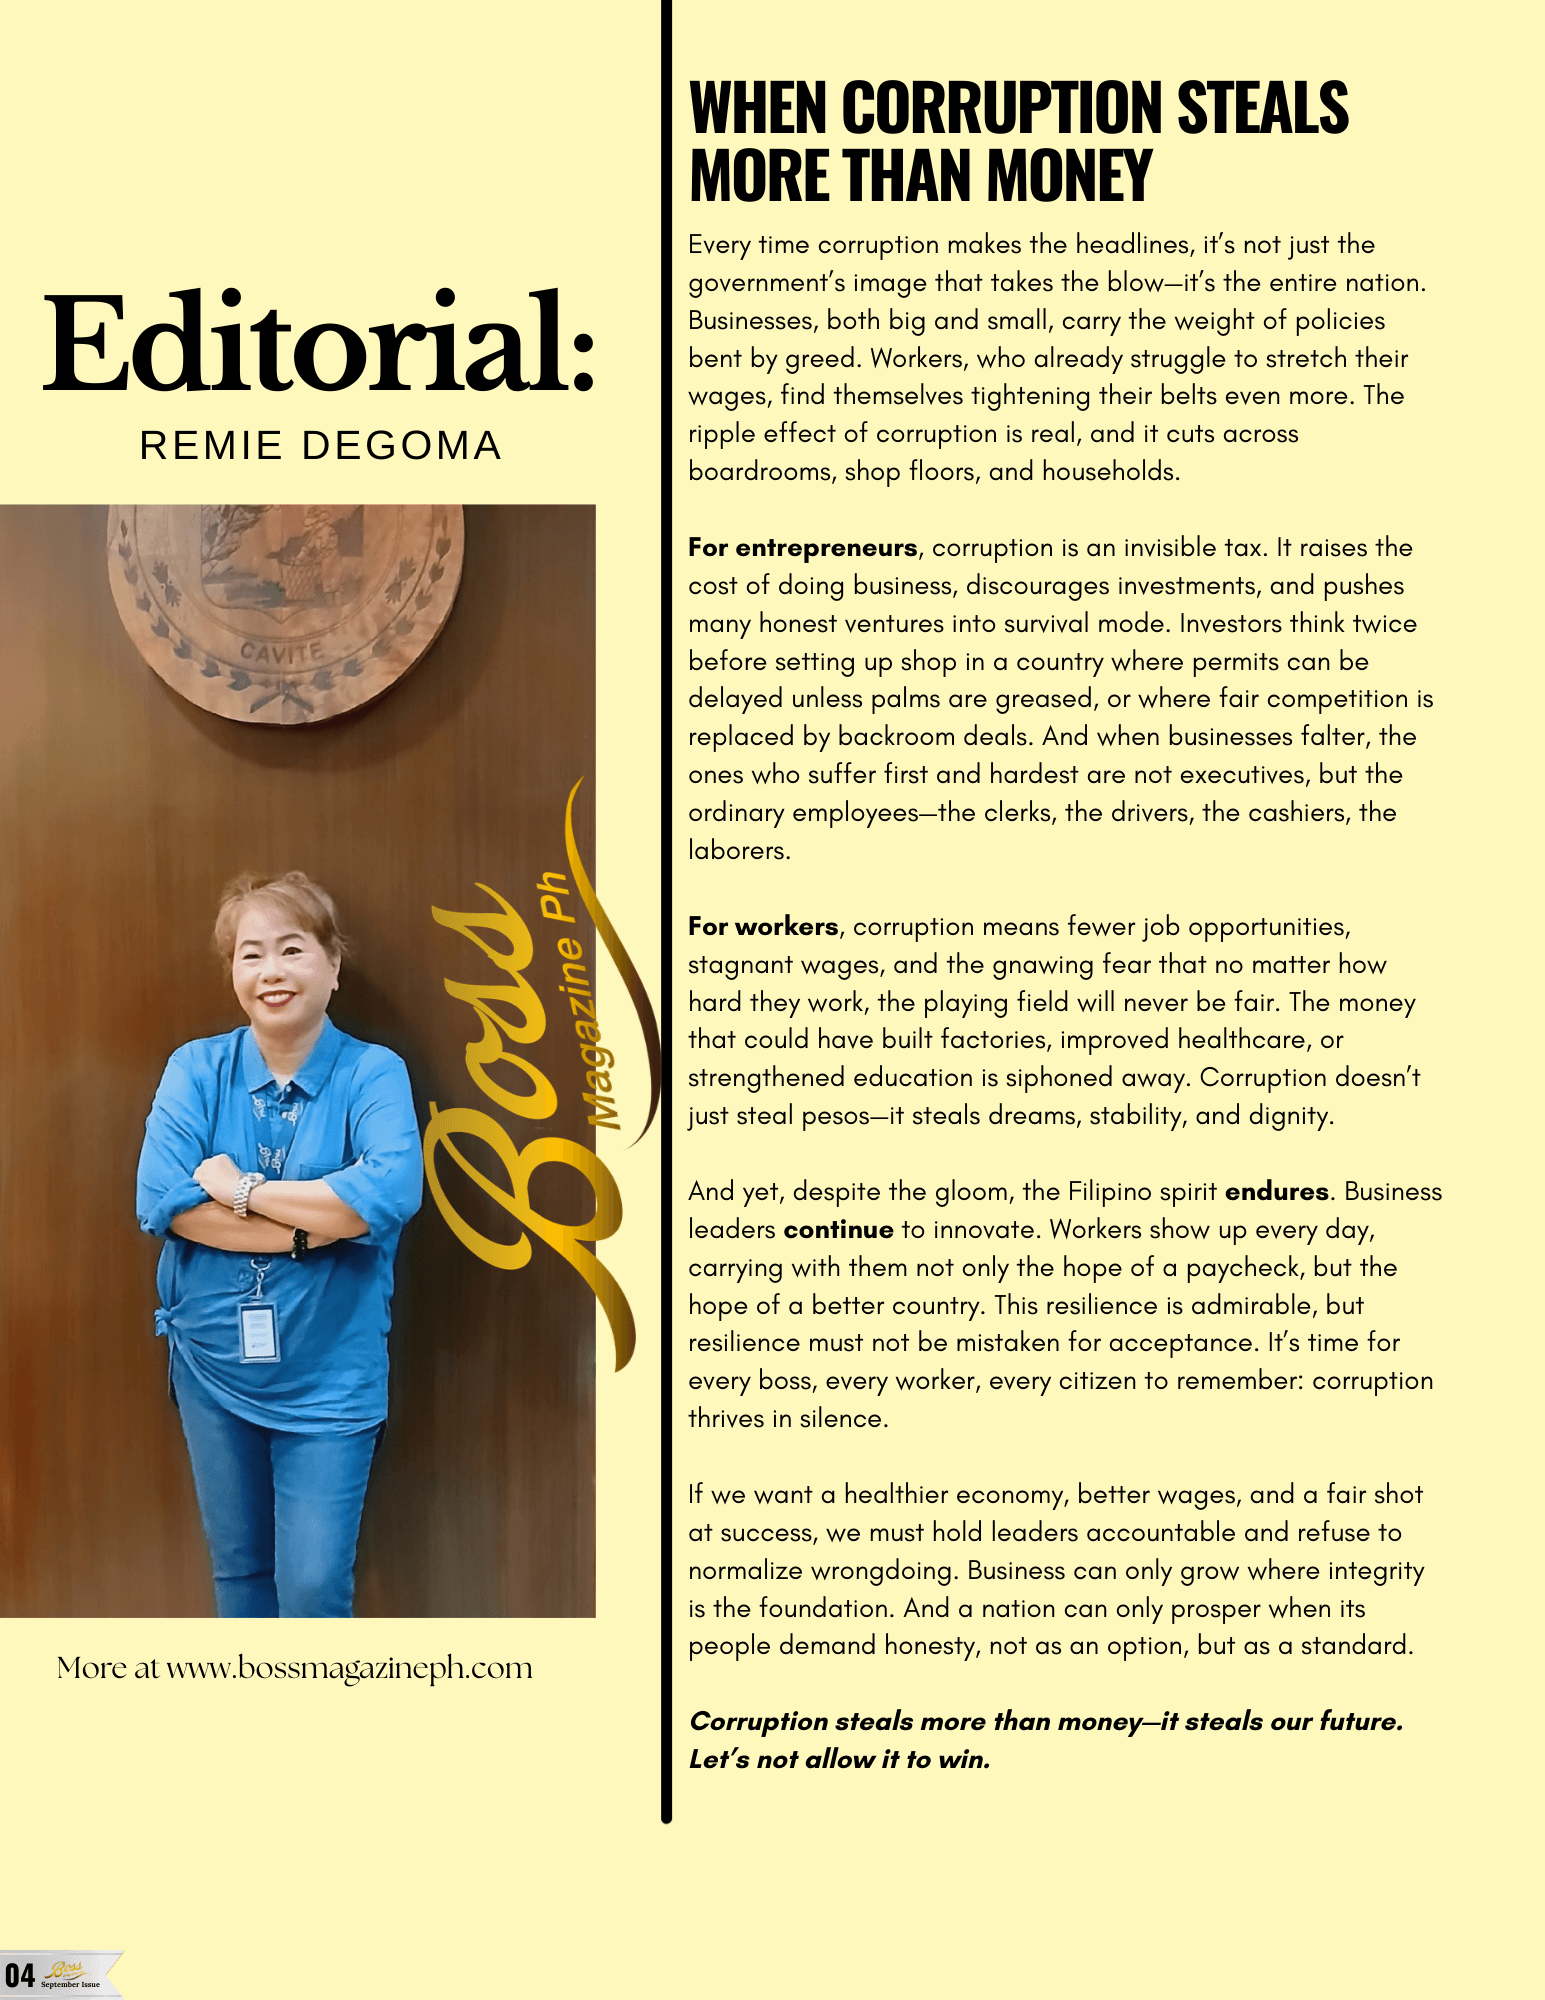 Editorial:
REMIE DEGOMA
CAVITE
Boss
Magazine Ph
More at www.bossmagazineph.com
WHEN CORRUPTION STEALS
MORE THAN MONEY
Every time corruption makes the headlines, it’s not just the
government’s image that takes the blow—it’s the entire nation.
Businesses, both big and small, carry the weight of policies
bent by greed. Workers, who already struggle to stretch their
wages, find themselves tightening their belts even more. The
ripple effect of corruption is real, and it cuts across
boardrooms, shop floors, and households.
For entrepreneurs, corruption is an invisible tax. It raises the
cost of doing business, discourages investments, and pushes
many honest ventures into survival mode. Investors think twice
before setting up shop in a country where permits can be
delayed unless palms are greased, or where fair competition is
replaced by backroom deals. And when businesses falter, the
ones who suffer first and hardest are not executives, but the
ordinary employees—the clerks, the drivers, the cashiers, the
laborers.
For workers, corruption means fewer job opportunities,
stagnant wages, and the gnawing fear that no matter how
hard they work, the playing field will never be fair. The money
that could have built factories, improved healthcare, or
strengthened education is siphoned away. Corruption doesn’t
just steal pesos—it steals dreams, stability, and dignity.
And yet, despite the gloom, the Filipino spirit endures. Business
leaders continue to innovate. Workers show up every day,
carrying with them not only the hope of a paycheck, but the
hope of a better country. This resilience is admirable, but
resilience must not be mistaken for acceptance. It’s time for
every boss, every worker, every citizen to remember: corruption
thrives in silence.
If we want a healthier economy, better wages, and a fair shot
at success, we must hold leaders accountable and refuse to
normalize wrongdoing. Business can only grow where integrity
is the foundation. And a nation can only prosper when its
people demand honesty, not as an option, but as a standard.
Corruption steals more than money—it steals our future.
Let’s not allow it to win.
04
Boss
September Issue